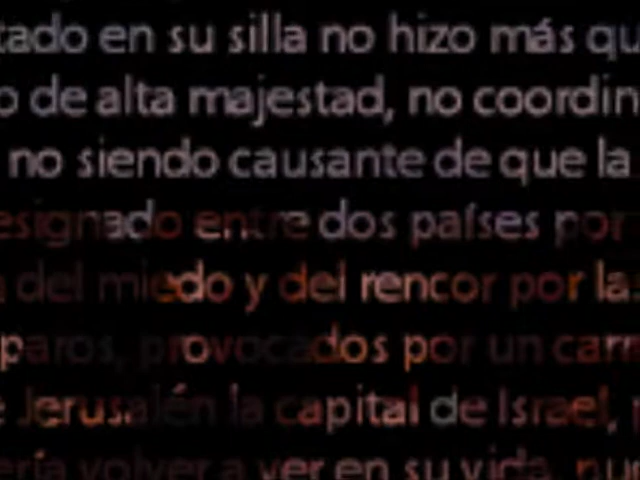 tado en su silla no hizo más qu
o de alta majestad, no coordin
no siendo causante de que la
esignado entre dos países por
del miedo y del rencor por la
paros, provocados por un carr
e Jerusalén la capital de Israel,
ería volver a ver en su vida, nun